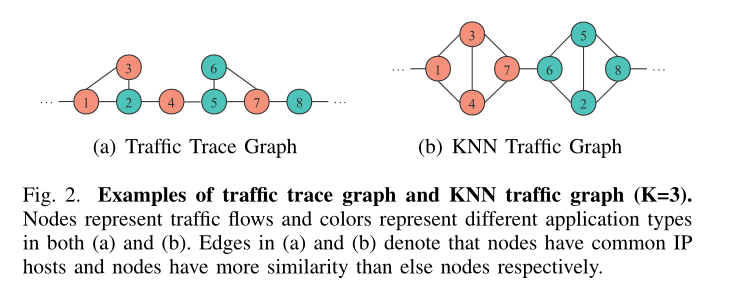 3 6
... 1 2 4 5 7 8 ...
(a) Traffic Trace Graph
3 5
... 1 7 6 8 ...
4 2
(b) KNN Traffic Graph
Fig. 2. Examples of traffic trace graph and KNN traffic graph (K=3).
Nodes represent traffic flows and colors represent different application types
in both (a) and (b). Edges in (a) and (b) denote that nodes have common IP
hosts and nodes have more similarity than else nodes respectively.